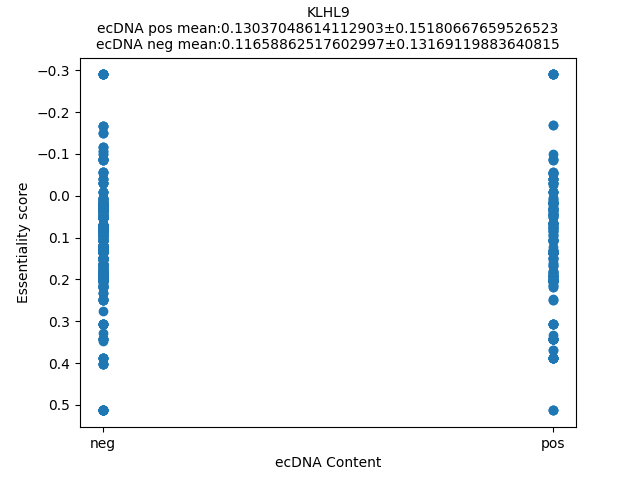 KLHL9
ecDNA pos mean:0.13037048614112903±0.15180667659526523
ecDNA neg mean:0.11658862517602997±0.13169119883640815
−0.3
−0.2
−0.1
0.0
0.1
0.2
0.3
0.4
0.5
Essentiality score
neg
pos
ecDNA Content